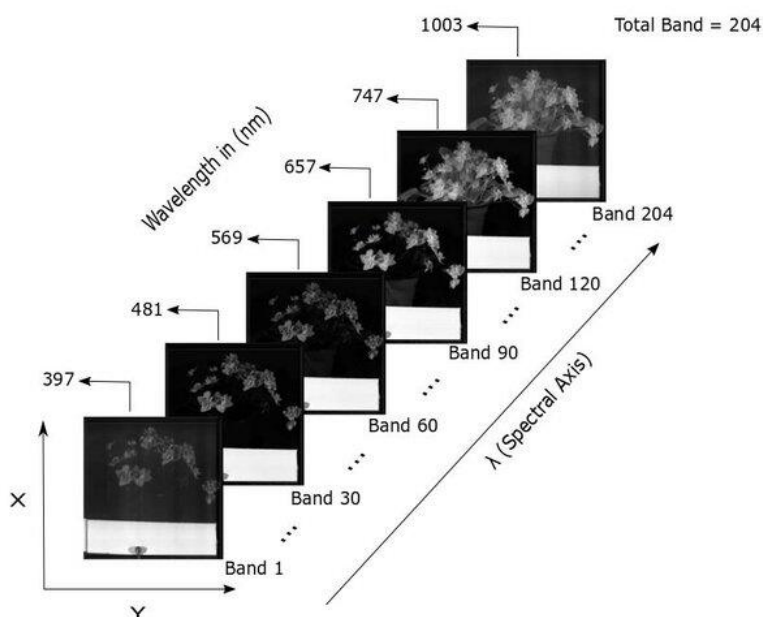 1003
Total Band = 204
747
657
Wavelength in (nm)
569
481
397
Band 204
Band 120
Band 90
Band 60
Band 30
Band 1
λ (Spectral Axis)
X
Y